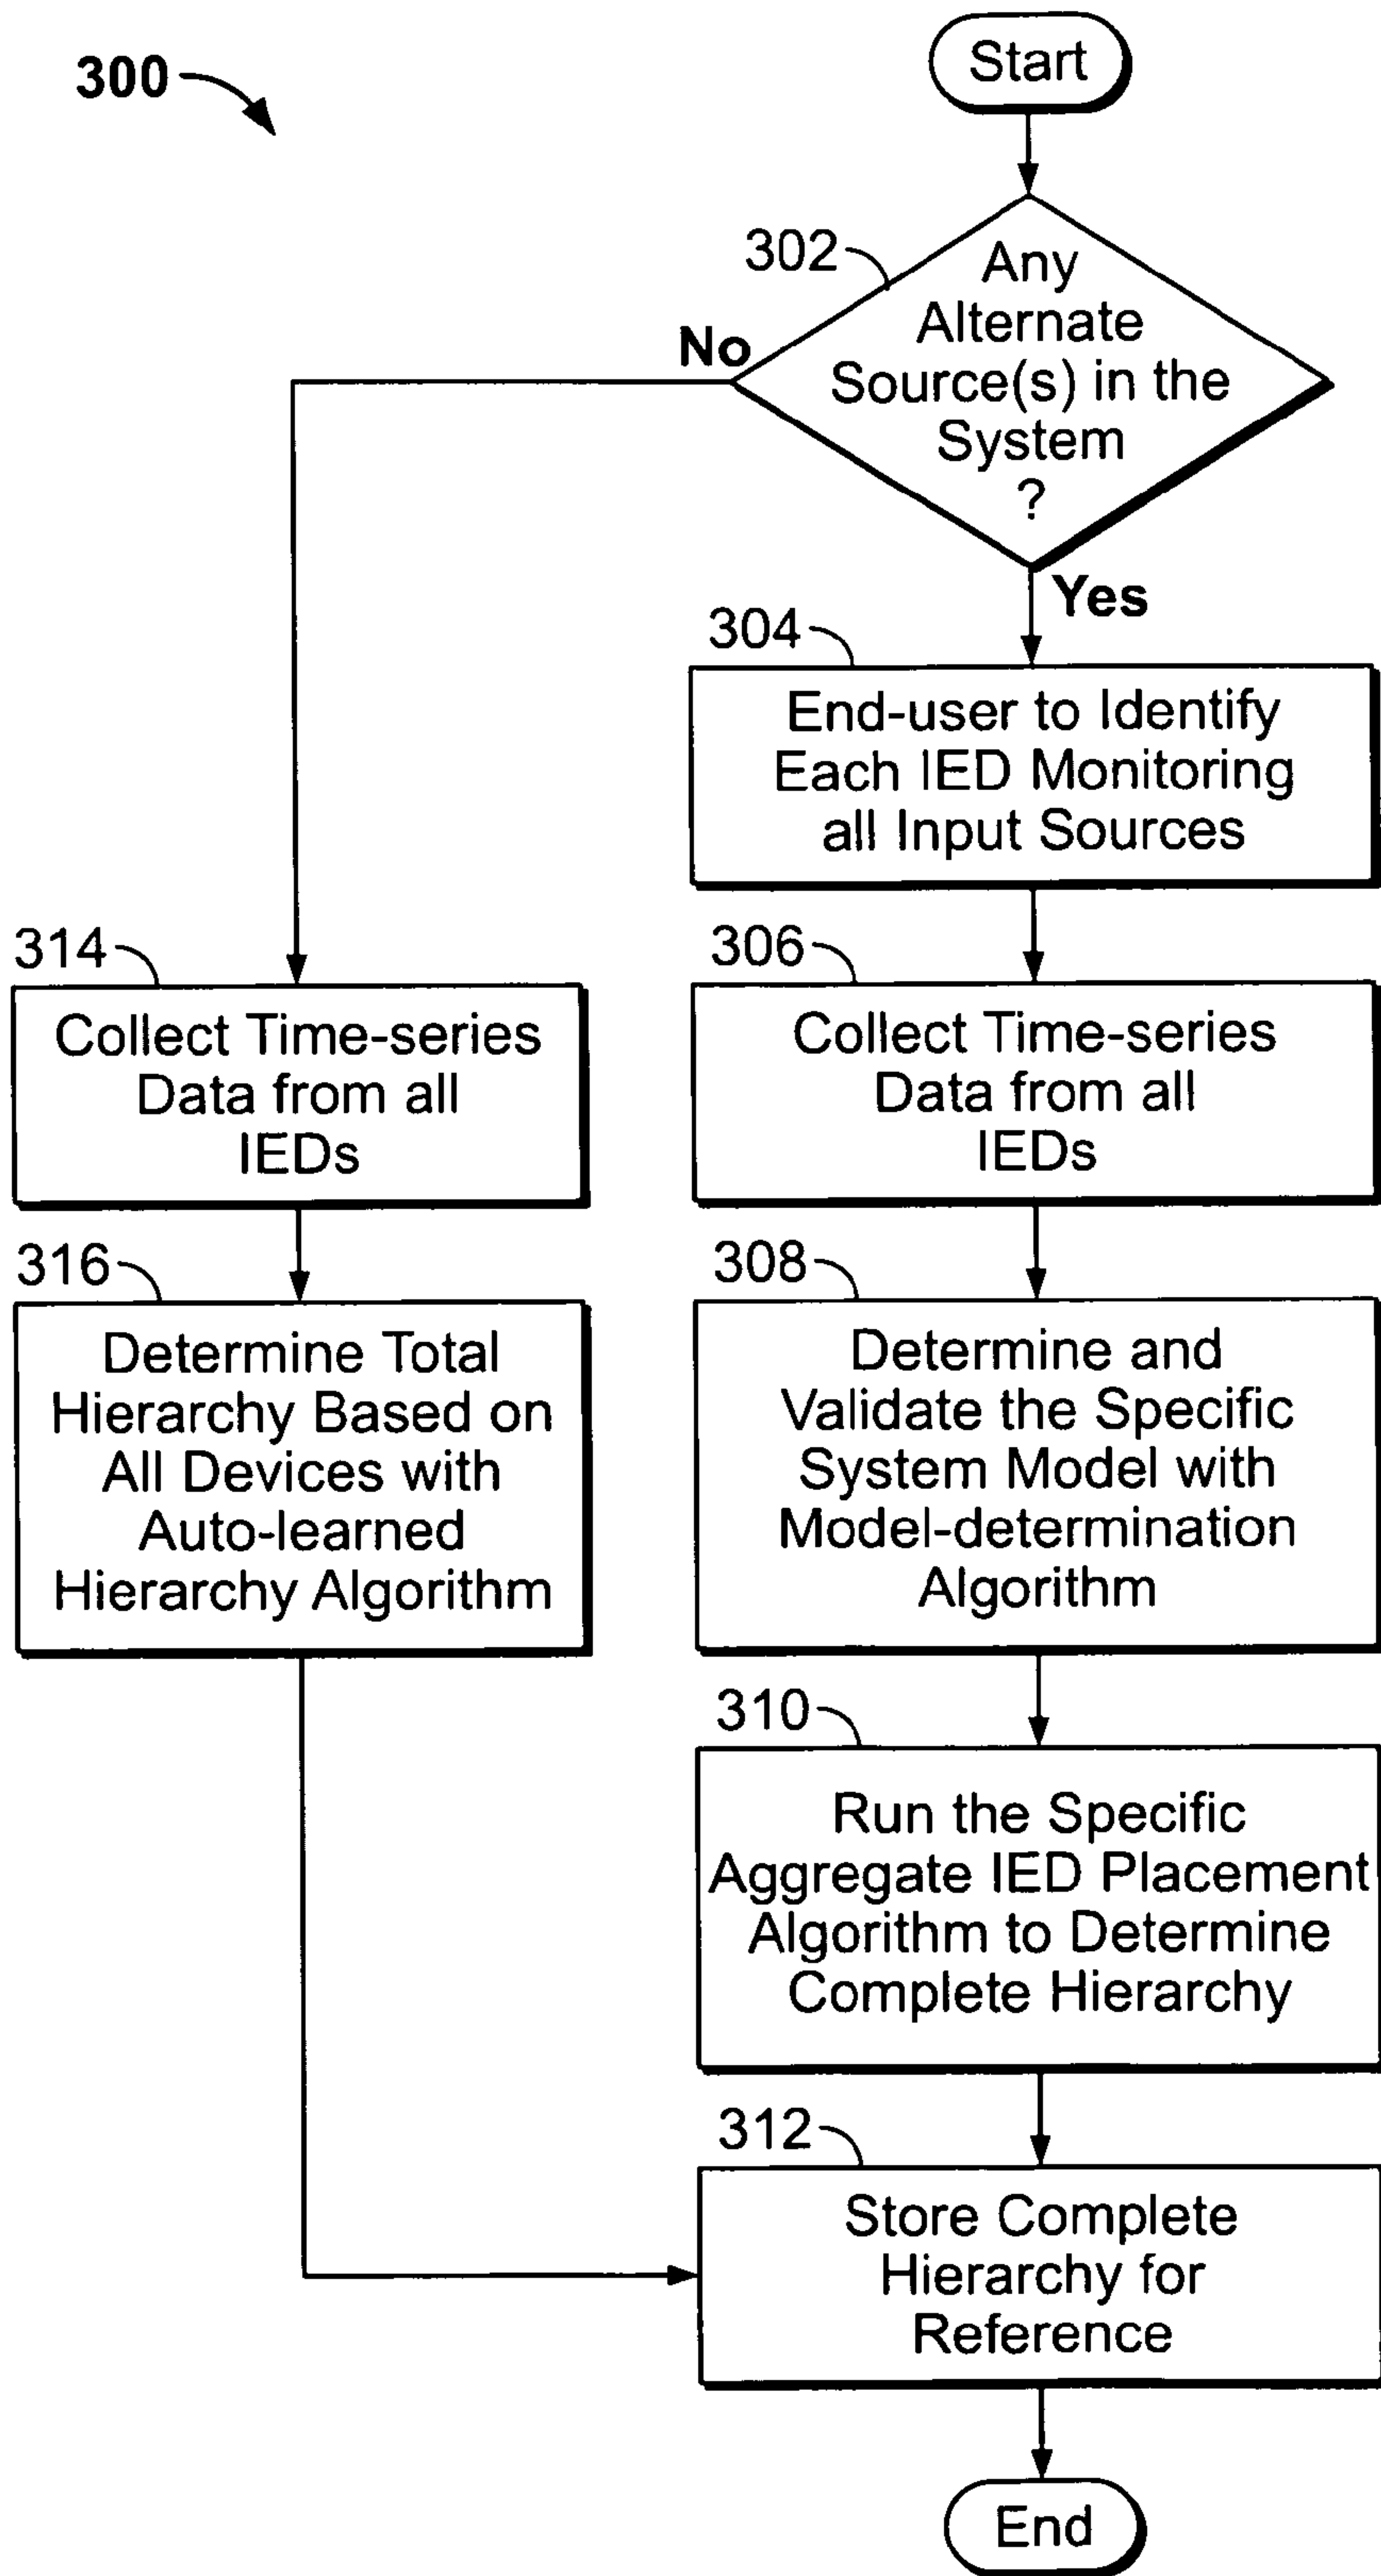 300
Start
302
Any
Alternate
Source(s) in the
System
?
No
Yes
304
End-user to Identify
Each IED Monitoring
all Input Sources
314
Collect Time-series
Data from all
IEDs
306
Collect Time-series
Data from all
IEDs
316
Determine Total
Hierarchy Based on
All Devices with
Auto-learned
Hierarchy Algorithm
308
Determine and
Validate the Specific
System Model with
Model-determination
Algorithm
310
Run the Specific
Aggregate IED Placement
Algorithm to Determine
Complete Hierarchy
312
Store Complete
Hierarchy for
Reference
End